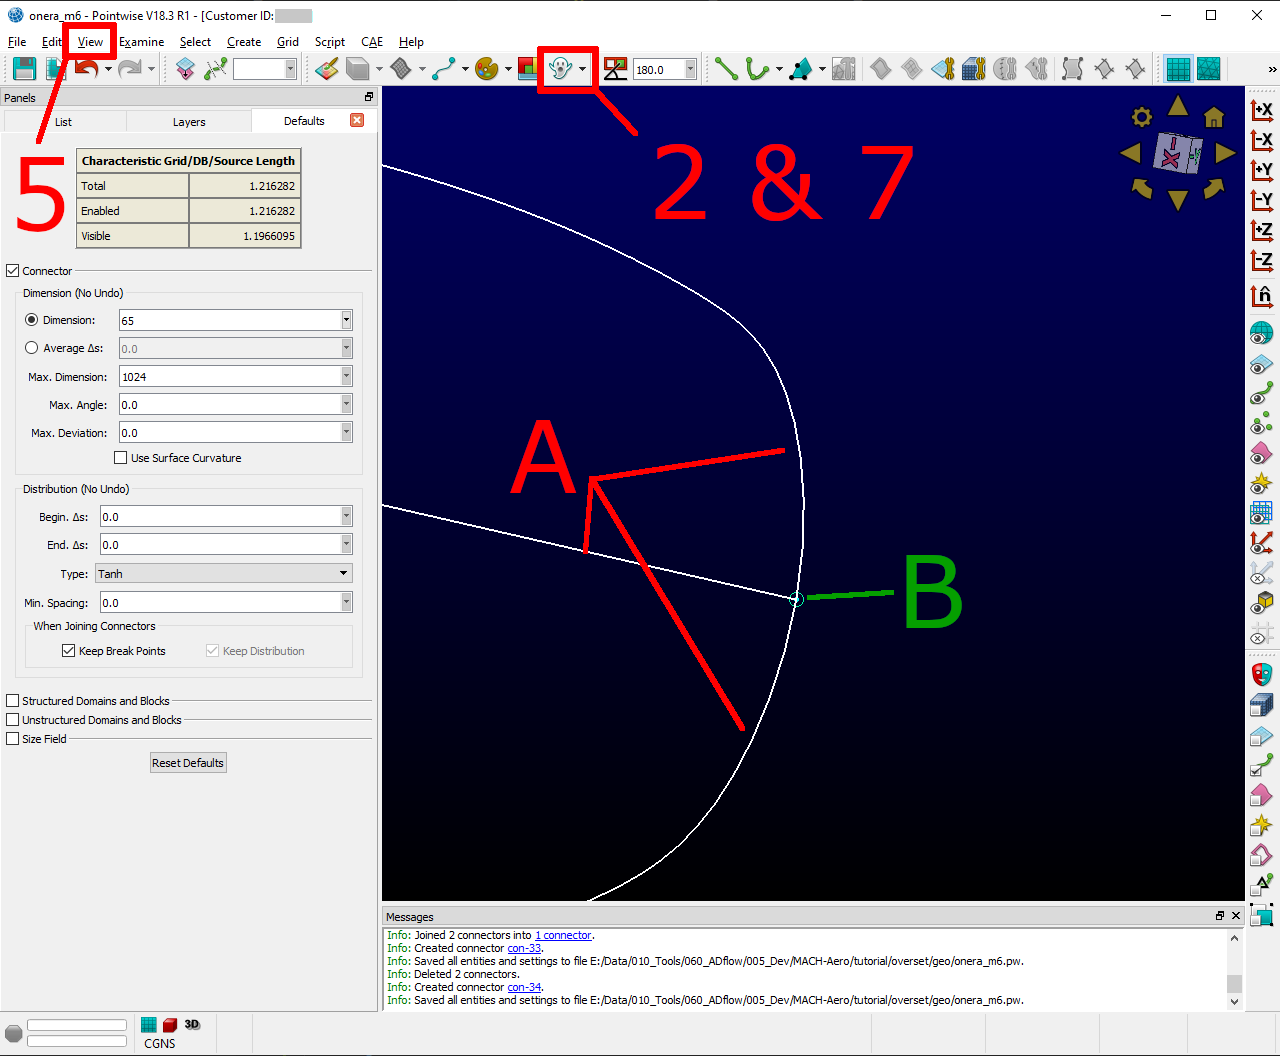 onera_m6 - Pointwise V18.3 R1 - [Customer ID:
File Edit View Examine Select Create Grid Script CAE Help
180.0
»
Panels
List Layers Defaults
Characteristic Grid/DB/Source Length
Total 1.216282
Enabled 1.216282
Visible 1.1966095
5
2 & 7
Connector
Dimension (No Undo)
Dimension: 65
Average Δs: 0.0
Max. Dimension: 1024
Max. Angle: 0.0
Max. Deviation: 0.0
Use Surface Curvature
A
Distribution (No Undo)
Begin. Δs: 0.0
End. Δs: 0.0
Type: Tanh
Min. Spacing: 0.0
B
When Joining Connectors
Keep Break Points Keep Distribution
Structured Domains and Blocks
Unstructured Domains and Blocks
Size Field
Reset Defaults
+X
-X
+Y
-Y
+Z
-Z
n̂
Messages
Info: Joined 2 connectors into 1 connector.
Info: Created connector con-33.
Info: Saved all entities and settings to file E:/Data/010_Tools/060_ADflow/005_Dev/MACH-Aero/tutorial/overset/geo/onera_m6.pw.
Info: Deleted 2 connectors.
Info: Created connector con-34.
Info: Saved all entities and settings to file E:/Data/010_Tools/060_ADflow/005_Dev/MACH-Aero/tutorial/overset/geo/onera_m6.pw.
3D
CGNS